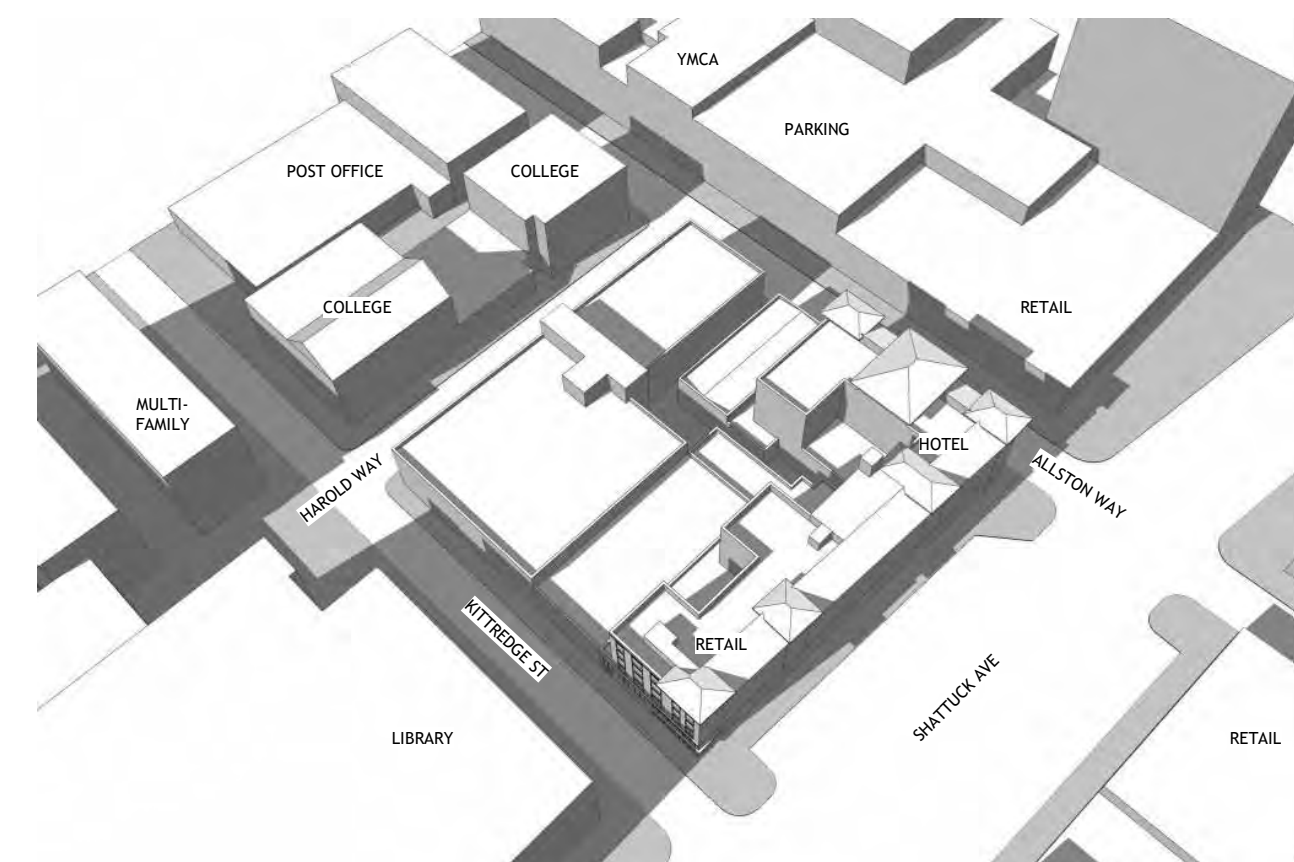 YMCA
PARKING
POST OFFICE
COLLEGE
COLLEGE
RETAIL
MULTI-
FAMILY
HOTEL
HAROLD WAY
ALLSTON WAY
KITTREDGE ST
RETAIL
SHATTUCK AVE
LIBRARY
RETAIL